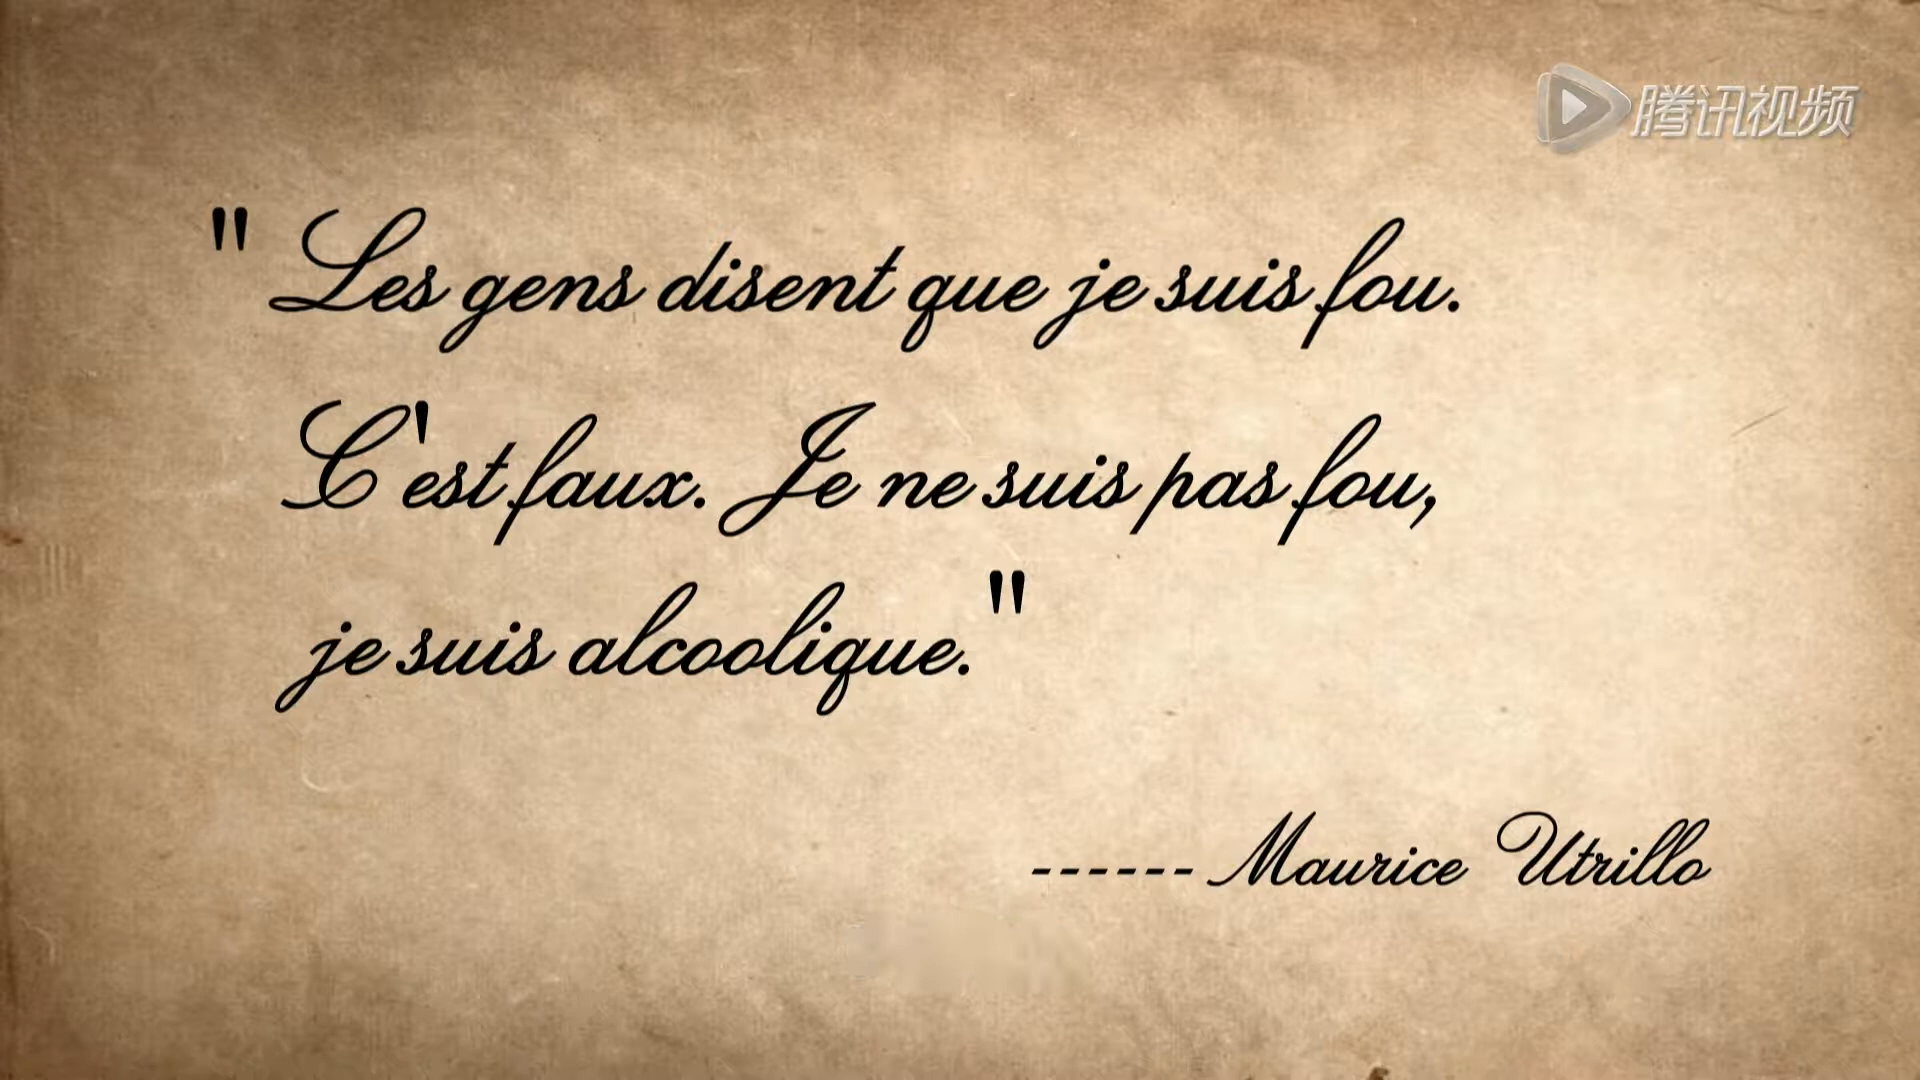 腾讯视频
" Les gens disent que je suis fou.
C'est faux. Je ne suis pas fou,
je suis alcoolique."
------ Maurice Utrillo